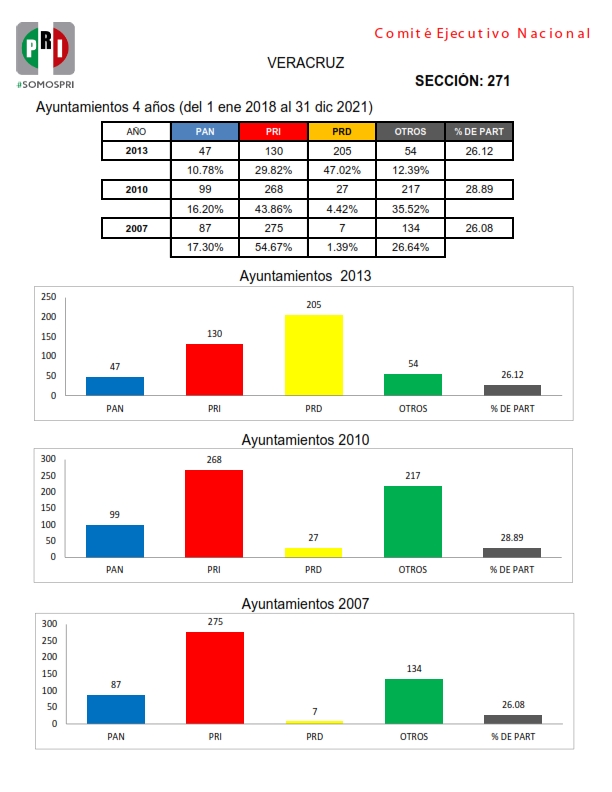 Comité Ejecutivo Nacional
PRI
#SOMOSPRI
VERACRUZ
SECCIÓN: 271
Ayuntamientos 4 años (del 1 ene 2018 al 31 dic 2021)
AÑO PAN PRI PRD OTROS % DE PART
2013 47 130 205 54 26.12
10.78% 29.82% 47.02% 12.39%
2010 99 268 27 217 28.89
16.20% 43.86% 4.42% 35.52%
2007 87 275 7 134 26.08
17.30% 54.67% 1.39% 26.64%
Ayuntamientos 2013
250
200
150
100
50
0
47
130
205
54
26.12
PAN PRI PRD OTROS % DE PART
Ayuntamientos 2010
300
250
200
150
100
50
0
99
268
27
217
28.89
PAN PRI PRD OTROS % DE PART
Ayuntamientos 2007
300
250
200
150
100
50
0
87
275
7
134
26.08
PAN PRI PRD OTROS % DE PART